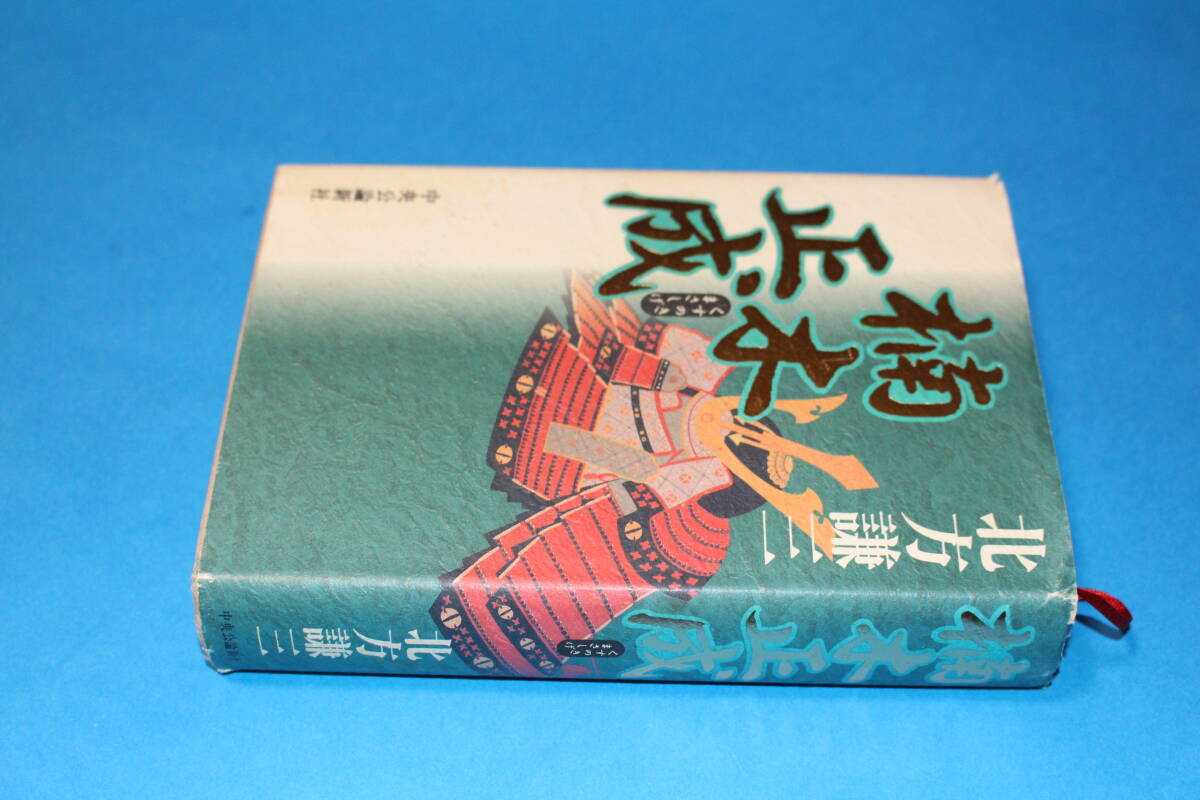 楠木
正成
くすのき
まさしげ
北方謙三
中央公論新社
楠木正成
くすのき
まさしげ
北方謙三
中央公論